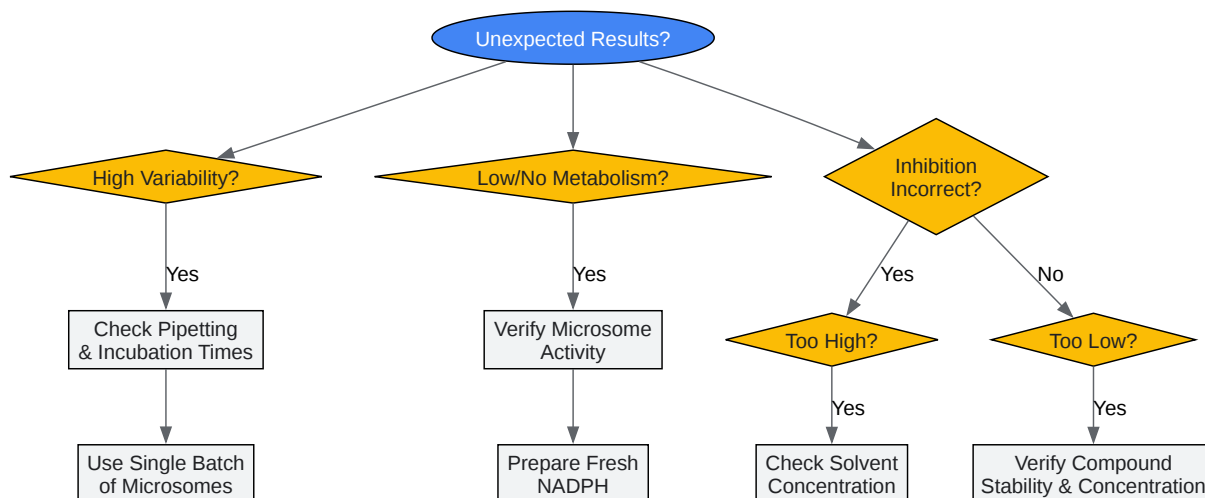 Unexpected Results?
High Variability?
Low/No Metabolism?
Inhibition
Incorrect?
Yes
Yes
Yes
No
Check Pipetting
& Incubation Times
Verify Microsome
Activity
Too High?
Too Low?
Yes
Yes
Use Single Batch
of Microsomes
Prepare Fresh
NADPH
Check Solvent
Concentration
Verify Compound
Stability & Concentration